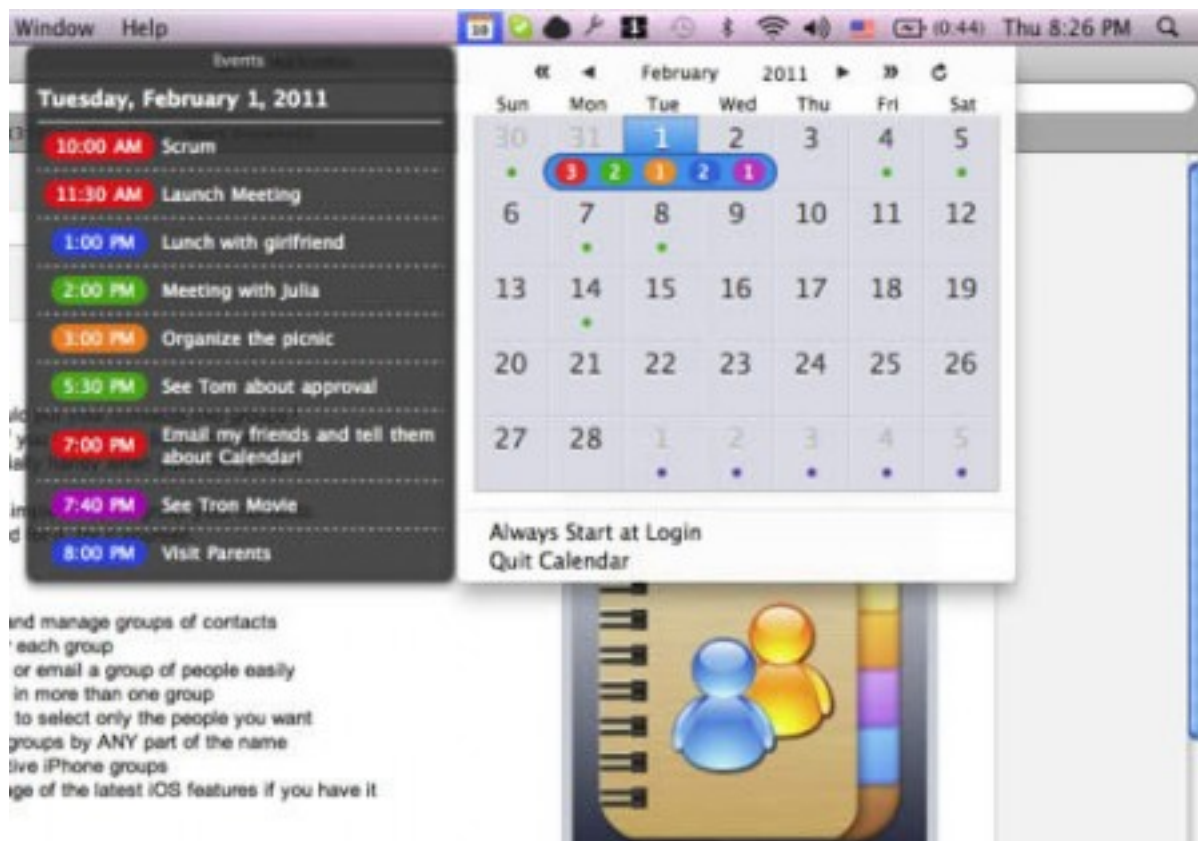 Window Help
10 1 (0:44) Thu 8:26 PM
Events
Tuesday, February 1, 2011
10:00 AM Scrum
11:30 AM Launch Meeting
1:00 PM Lunch with girlfriend
2:00 PM Meeting with Julia
3:00 PM Organize the picnic
5:30 PM See Tom about approval
7:00 PM Email my friends and tell them
about Calendar!
7:40 PM See Tron Movie
8:00 PM Visit Parents
February 2011
Sun Mon Tue Wed Thu Fri Sat
30 31 1 2 3 4 5
3 2 1 2 1
6 7 8 9 10 11 12
13 14 15 16 17 18 19
20 21 22 23 24 25 26
27 28 1 2 3 4 5
Always Start at Login
Quit Calendar
and manage groups of contacts
each group
or email a group of people easily
in more than one group
to select only the people you want
groups by ANY part of the name
iPhone groups
of the latest iOS features if you have it